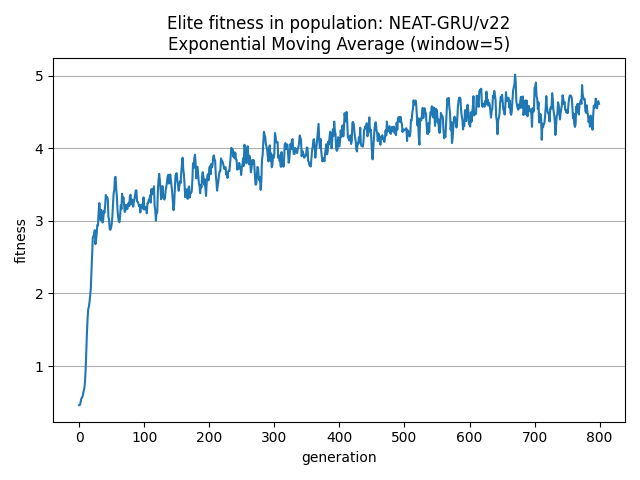 Elite fitness in population: NEAT-GRU/v22
Exponential Moving Average (window=5)
5
4
3
2
1
fitness
0 100 200 300 400 500 600 700 800
generation